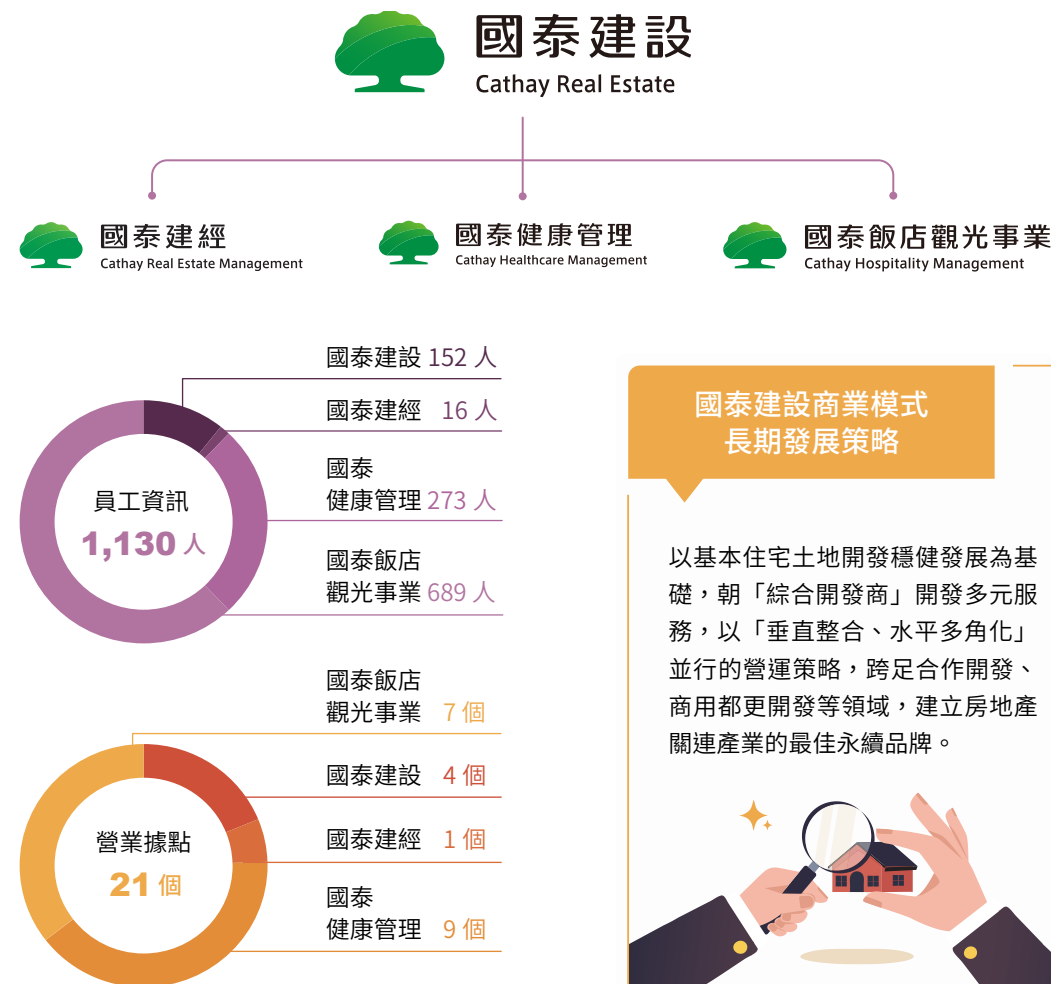 國泰建設
Cathay Real Estate
國泰建經
Cathay Real Estate Management
國泰健康管理
Cathay Healthcare Management
國泰飯店觀光事業
Cathay Hospitality Management
員工資訊
1,130 人
國泰建設 152 人
國泰建經 16 人
國泰
健康管理 273 人
國泰飯店
觀光事業 689 人
營業據點
21 個
國泰飯店
觀光事業 7 個
國泰建設 4 個
國泰建經 1 個
國泰
健康管理 9 個
國泰建設商業模式
長期發展策略
以基本住宅土地開發穩健發展為基
礎，朝「綜合開發商」開發多元服
務，以「垂直整合、水平多角化」
並行的營運策略，跨足合作開發、
商用都更開發等領域，建立房地產
關連產業的最佳永續品牌。